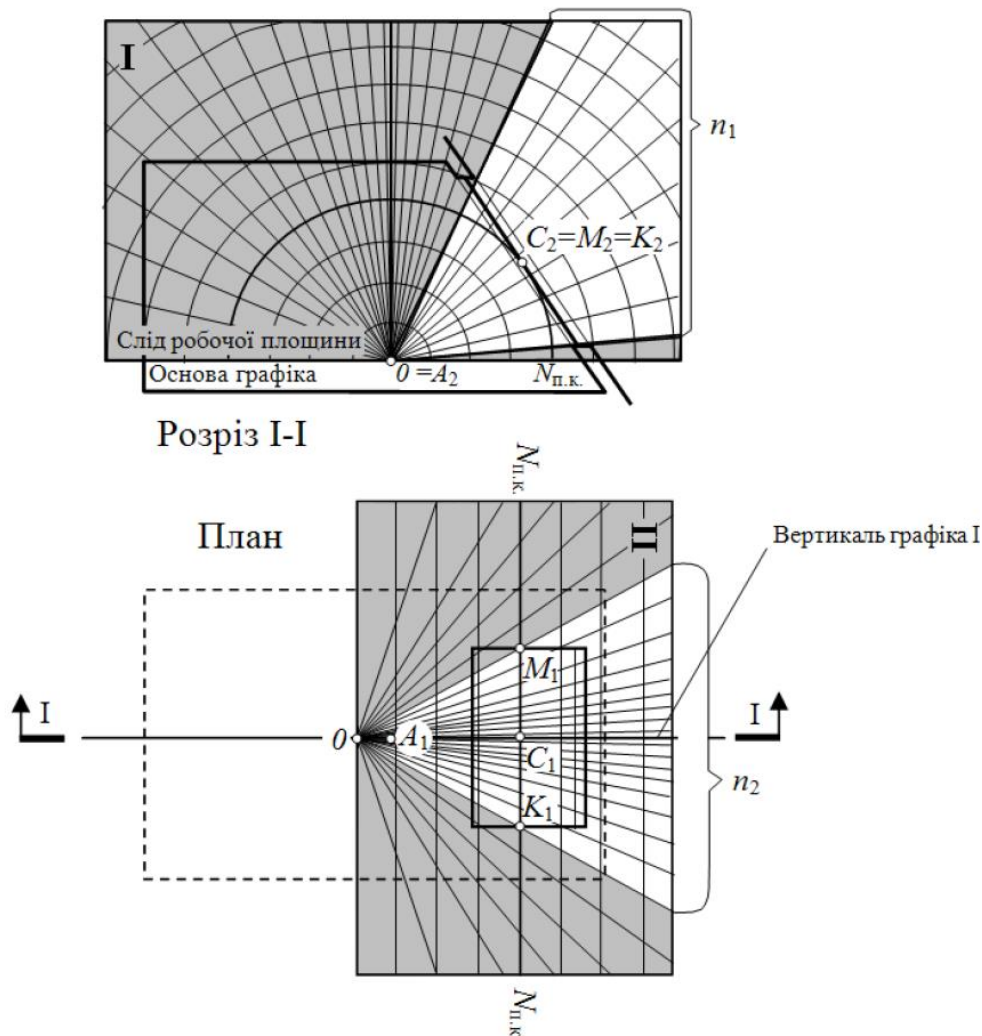 I
n₁
C₂=M₂=K₂
Слід робочої площини
Основа графіка
0 =A₂
Nп.к.
Розріз І-І
Nп.к.
План
II
Вертикаль графіка І
M₁
I
I
0
A₁
C₁
n₂
K₁
Nп.к